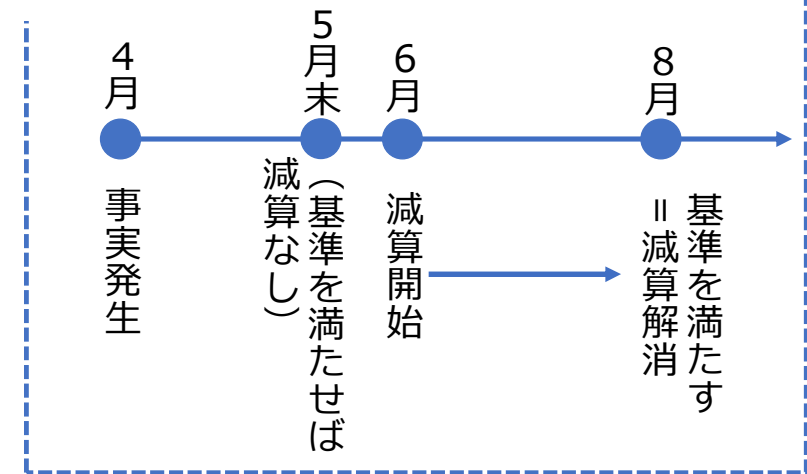 4月
事実発生
5月末
（基準を満たせば
減算なし）
6月
減算開始
8月
基準を満たす
＝減算解消